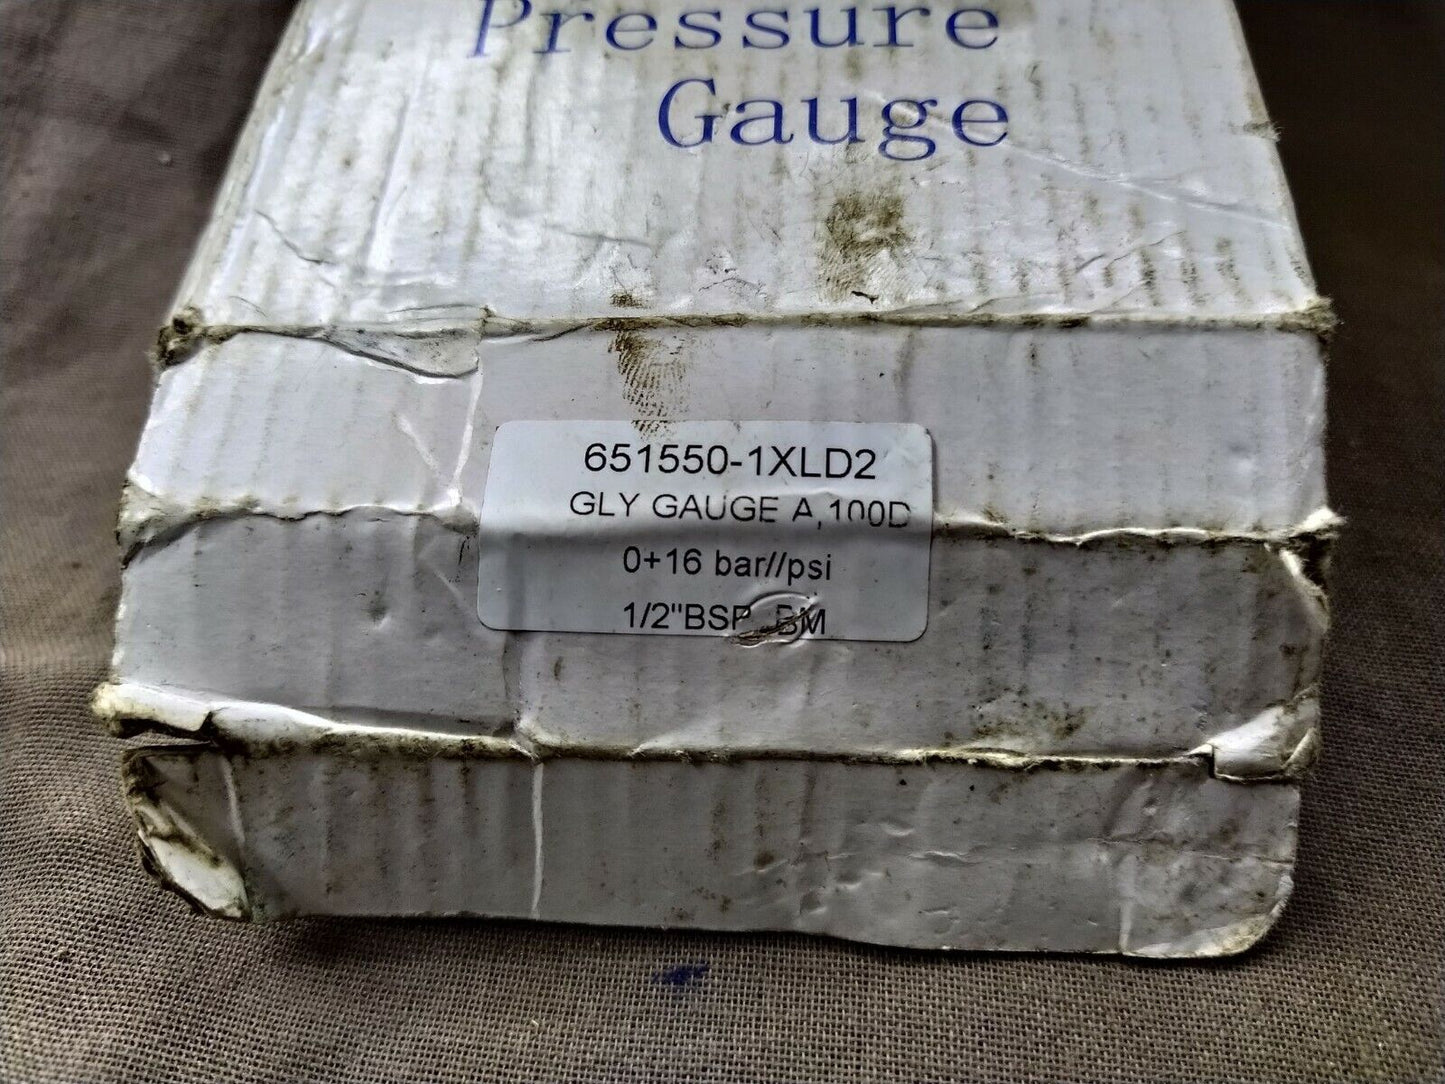 Pressure
Gauge
651550-1XLD2
GLY GAUGE A,100D
0+16 bar//psi
1/2"BSP BM